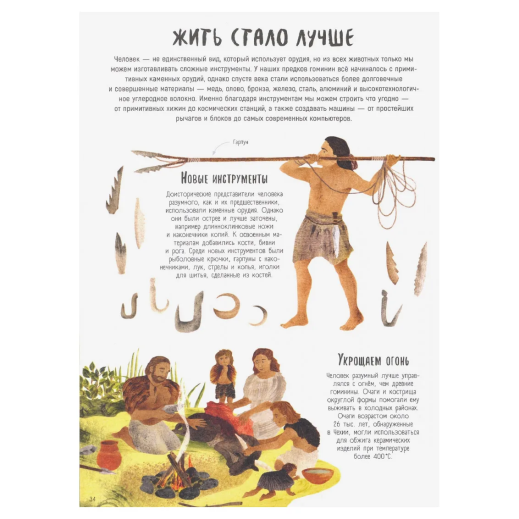 Жить стало лучше
Человек — не единственный вид, который использует орудия, но из всех животных только мы
можем изготавливать сложные инструменты. У наших предков гоминин всё начиналось с прими-
тивных каменных орудий, однако спустя века стали использоваться более долговечные
и совершенные материалы — медь, олово, бронза, железо, сталь, алюминий и высокотехнологич-
ное углеродное волокно. Именно благодаря инструментам мы можем строить что угодно —
от примитивных хижин до космических станций, а также создавать машины — от простейших
рычагов и блоков до самых современных компьютеров.
Гарпун
Новые инструменты
Доисторические представители человека
разумного, как и их предшественники,
использовали каменные орудия. Однако
они были острее и лучше заточены,
например длинноклинковые ножи
и наконечники копий. К освоенным ма-
териалам добавились кости, бивни
и рога. Среди новых инструментов были
рыболовные крючки, гарпуны с нако-
нечниками, лук, стрелы и копья, иголки
для шитья, сделанные из костей.
Укрощаем огонь
Человек разумный лучше управ-
лялся с огнём, чем древние
гоминины. Очаги и кострища
округлой формы помогали ему
выживать в холодных районах.
Очаги возрастом около
26 тыс. лет, обнаруженные
в Чехии, могли использоваться
для обжига керамических
изделий при температуре
более 400°C.
34